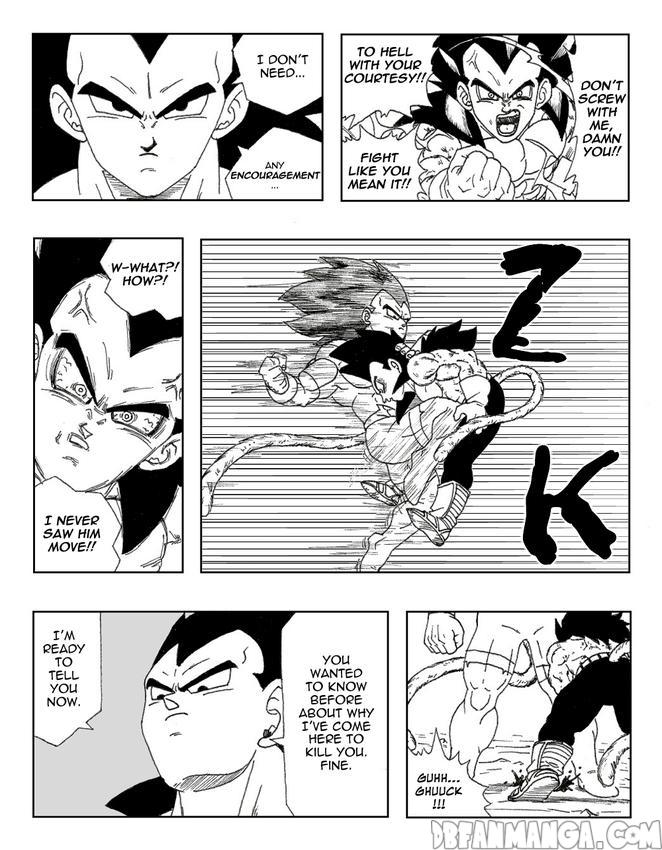 DON'T
SCREW
WITH
ME,
DAMN
YOU!!
TO HELL
WITH YOUR
COURTESY!!
FIGHT
LIKE YOU
MEAN IT!!
I DON'T
NEED...
ANY
ENCOURAGEMENT
...
Z
K
W-WHAT?!
HOW?!
I NEVER
SAW HIM
MOVE!!
GUHH...
GHUUCK
!!!
YOU
WANTED
TO KNOW
BEFORE
ABOUT WHY
I'VE COME
HERE TO
KILL YOU.
FINE.
I'M
READY
TO
TELL
YOU
NOW.
DBFANMANGA.COM